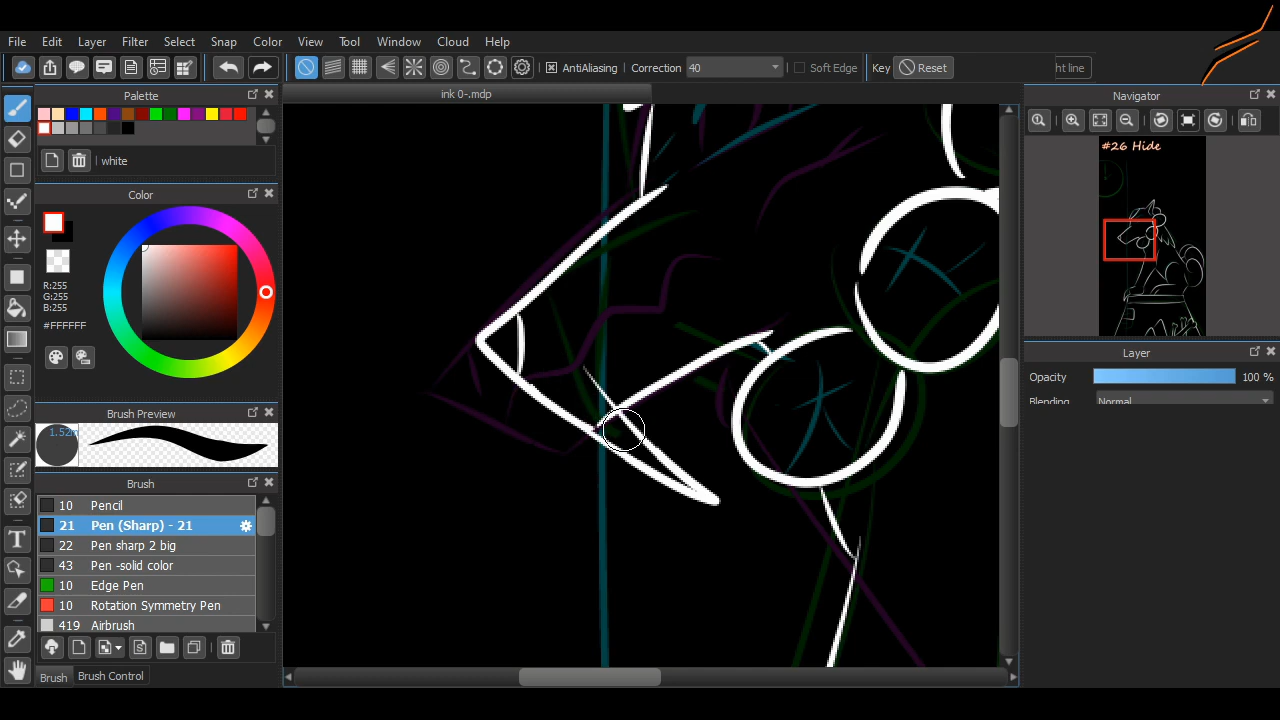 File Edit Layer Filter Select Snap Color View Tool Window Cloud Help
AntiAliasing Correction 40 Soft Edge Key Reset ht line
Palette
ink 0-.mdp
Navigator
#26 Hide
white
Color
R:255
G:255
B:255
#FFFFFF
Layer
Opacity 100 %
Blending Normal
Brush Preview
1.52m
Brush
10 Pencil
21 Pen (Sharp) - 21
22 Pen sharp 2 big
43 Pen -solid color
10 Edge Pen
10 Rotation Symmetry Pen
419 Airbrush
Brush Brush Control